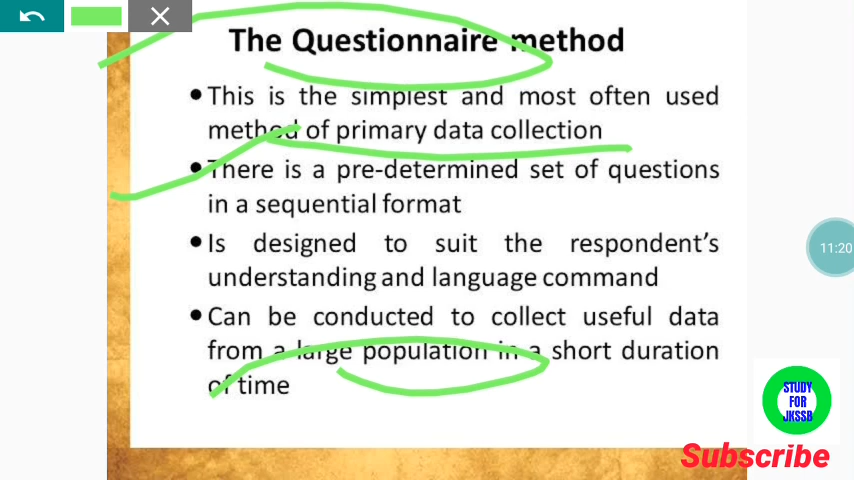 The Questionnaire method
• This is the simplest and most often used
method of primary data collection
• There is a pre-determined set of questions
in a sequential format
• Is designed to suit the respondent's
understanding and language command
• Can be conducted to collect useful data
from a large population in a short duration
of time
11:20
STUDY
FOR
JKSSB
Subscribe